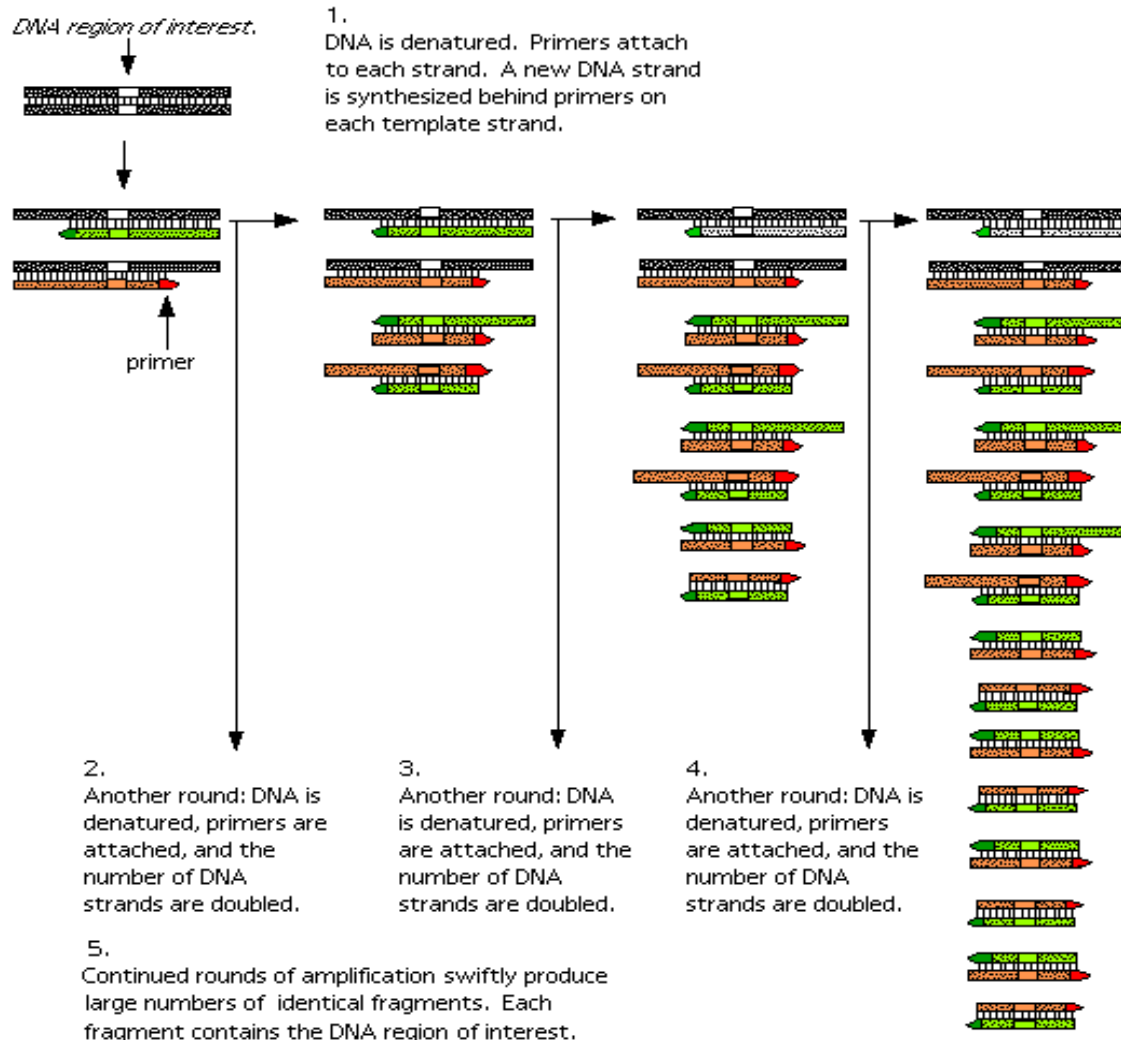 DNA region of interest.
1.
DNA is denatured.  Primers attach
to each strand.  A new DNA strand
is synthesized behind primers on
each template strand.
primer
2.
Another round: DNA is
denatured, primers are
attached, and the
number of DNA
strands are doubled.
3.
Another round: DNA
is denatured, primers
are attached, and the
number of DNA
strands are doubled.
4.
Another round: DNA is
denatured, primers
are attached, and the
number of DNA
strands are doubled.
5.
Continued rounds of amplification swiftly produce
large numbers of  identical fragments.  Each
fragment contains the DNA region of interest.